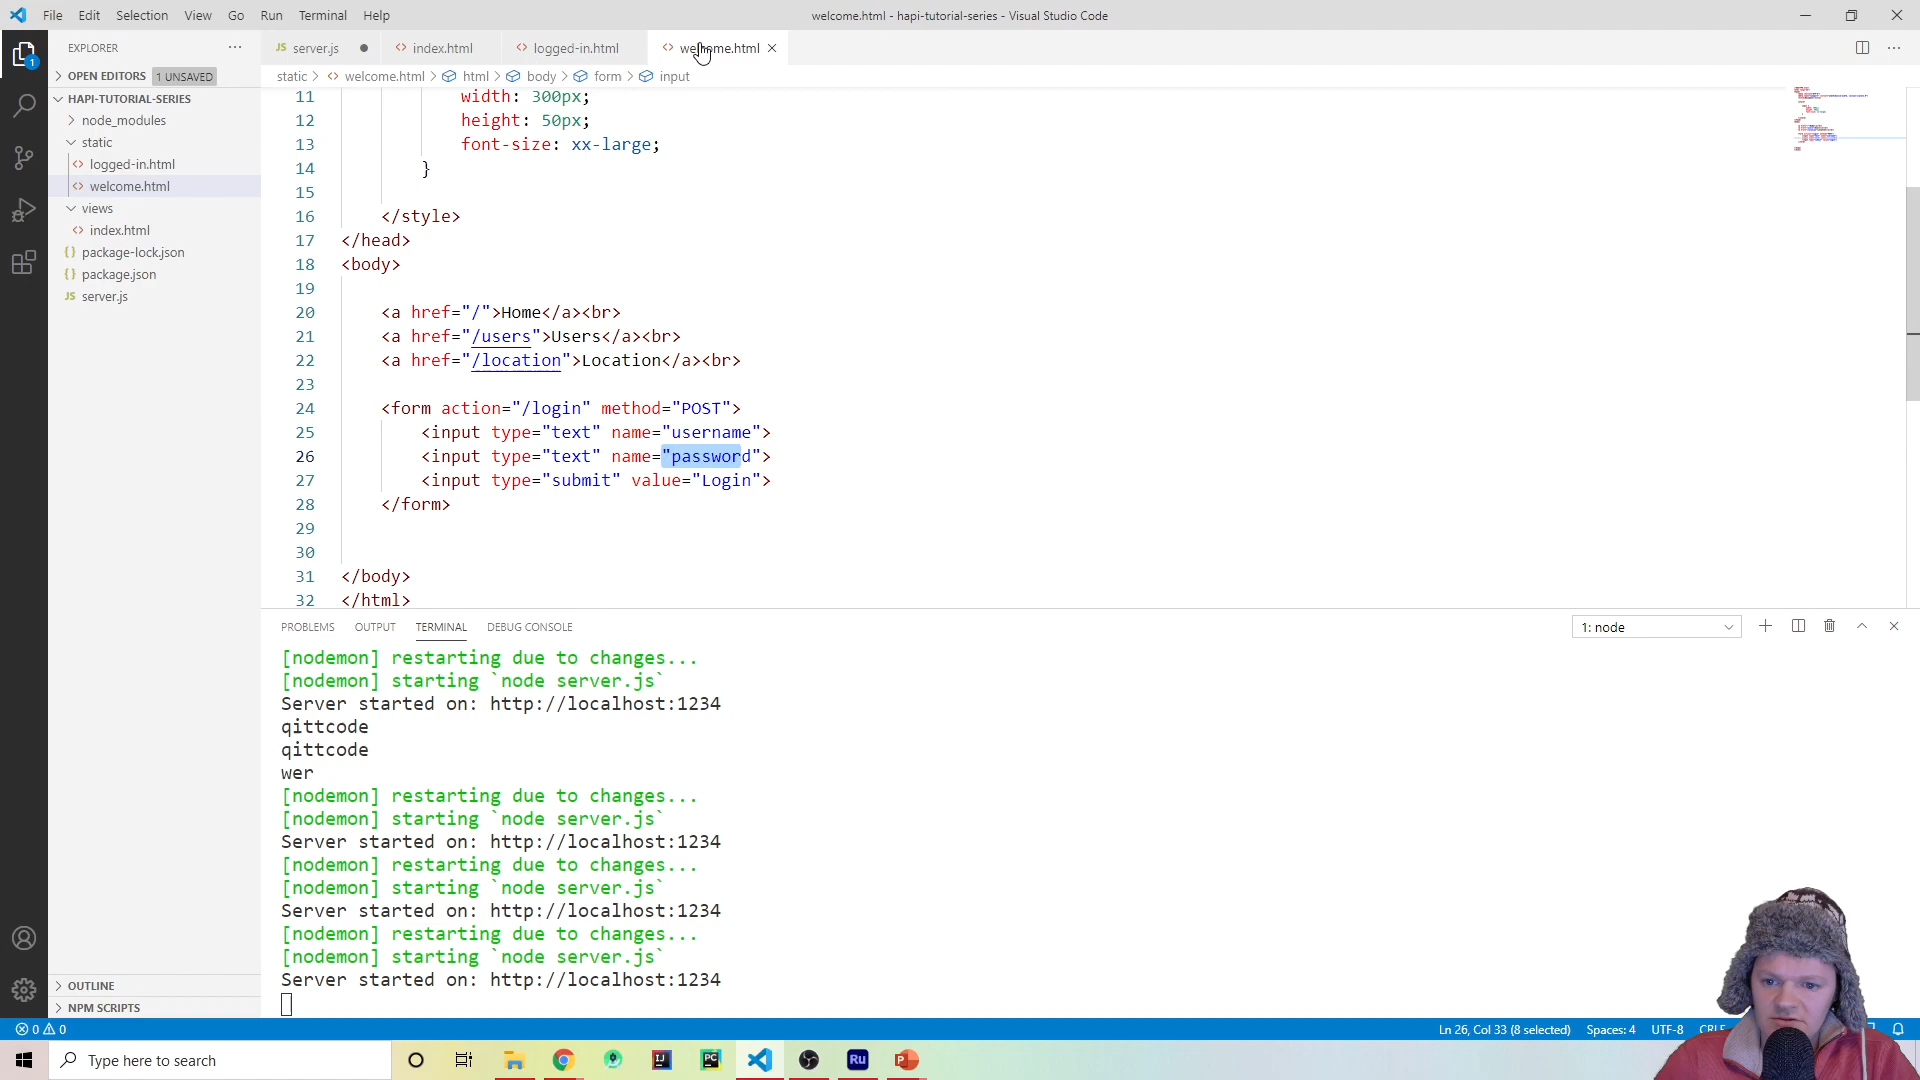 File Edit Selection View Go Run Terminal Help
welcome.html - hapi-tutorial-series - Visual Studio Code
EXPLORER
OPEN EDITORS 1 UNSAVED
HAPI-TUTORIAL-SERIES
node_modules
static
logged-in.html
welcome.html
views
index.html
package-lock.json
package.json
server.js
OUTLINE
NPM SCRIPTS
JS server.js
index.html
logged-in.html
welcome.html
static > welcome.html > html > body > form > input
11 width: 300px;
12 height: 50px;
13 font-size: xx-large;
14 }
15
16 </style>
17 </head>
18 <body>
19
20 <a href="/">Home</a><br>
21 <a href="/users">Users</a><br>
22 <a href="/location">Location</a><br>
23
24 <form action="/login" method="POST">
25 <input type="text" name="username">
26 <input type="text" name="password">
27 <input type="submit" value="Login">
28 </form>
29
30
31 </body>
32 </html>
PROBLEMS OUTPUT TERMINAL DEBUG CONSOLE
1: node
[nodemon] restarting due to changes...
[nodemon] starting `node server.js`
Server started on: http://localhost:1234
qittcode
qittcode
wer
[nodemon] restarting due to changes...
[nodemon] starting `node server.js`
Server started on: http://localhost:1234
[nodemon] restarting due to changes...
[nodemon] starting `node server.js`
Server started on: http://localhost:1234
[nodemon] restarting due to changes...
[nodemon] starting `node server.js`
Server started on: http://localhost:1234
0 0
Ln 26, Col 33 (8 selected) Spaces: 4 UTF-8 CRLF
Type here to search